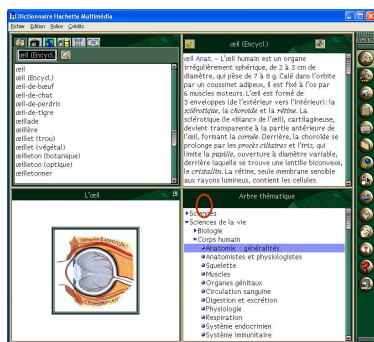 Dictionnaire Hachette Multimédia
Fichier Edition Police Crédits
œil (Encycl.)
œil
œil (Encycl.)
œil-de-bœuf
œil-de-chat
œil-de-perdrix
œil-de-tigre
œillade
œillère
œillet (trou)
œillet (végétal)
œilleton (botanique)
œilleton (optique)
œilletonner
œil (Encycl.)
œil Anat. - L'œil humain est un organe
irrégulièrement sphérique, de 2 à 3 cm de
diamètre, qui pèse de 7 à 8 g. Calé dans l'orbite
par un coussinet adipeux, il est fixé à l'os par
6 muscles moteurs. L'œil est formé de
3 enveloppes (de l'extérieur vers l'intérieur): la
sclérotique, la choroïde et la rétine. La
sclérotique (le «blanc» de l'œil), cartilagineuse,
devient transparente à la partie antérieure de
l'œil, formant la cornée. Derrière, la choroïde se
prolonge par les procès ciliaires et l'iris, qui
limite la pupille, ouverture à diamètre variable,
derrière laquelle se trouve une lentille biconvexe,
le cristallin. La rétine, seule membrane sensible
aux rayons lumineux, contient les cellules
L'œil
Arbre thématique
Sciences
Sciences de la vie
Biologie
Corps humain
Anatomie : généralités
Anatomistes et physiologistes
Squelette
Muscles
Organes génitaux
Circulation sanguine
Digestion et excrétion
Physiologie
Respiration
Système endocrinien
Système immunitaire